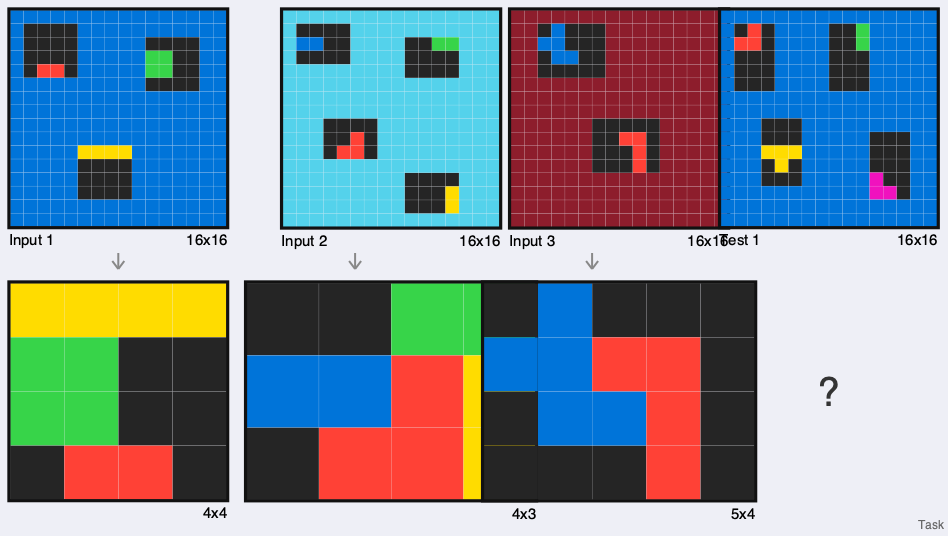 Input 1 16x16
Input 2 16x16
Input 3 16x16
Test 1 16x16
4x4
4x3
5x4
?
Task